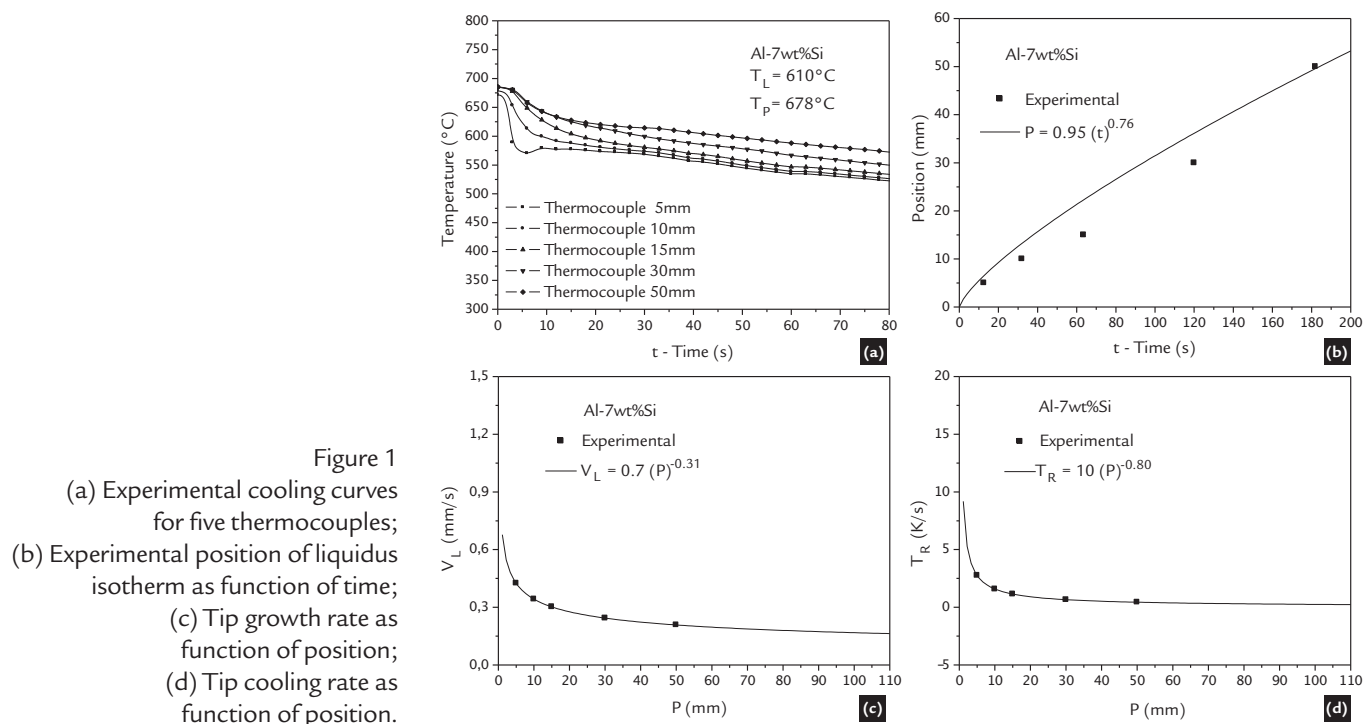 Figure 1
(a) Experimental cooling curves
for five thermocouples;
(b) Experimental position of liquidus
isotherm as function of time;
(c) Tip growth rate as
function of position;
(d) Tip cooling rate as
function of position.
800
750
700
650
600
550
500
450
400
350
300
Temperature (°C)
Al-7wt%Si
T_L = 610°C
T_P = 678°C
Thermocouple 5mm
Thermocouple 10mm
Thermocouple 15mm
Thermocouple 30mm
Thermocouple 50mm
0 10 20 30 40 50 60 70 80
t - Time (s)
(a)
60
50
40
30
20
10
0
Position (mm)
Al-7wt%Si
Experimental
P = 0.95 (t)^0.76
0 20 40 60 80 100 120 140 160 180 200
t - Time (s)
(b)
1,5
1,2
0,9
0,6
0,3
0,0
V_L (mm/s)
Al-7wt%Si
Experimental
V_L = 0.7 (P)^-0.31
0 10 20 30 40 50 60 70 80 90 100 110
P (mm)
(c)
20
15
10
5
0
-5
T_R (K/s)
Al-7wt%Si
Experimental
T_R = 10 (P)^-0.80
0 10 20 30 40 50 60 70 80 90 100 110
P (mm)
(d)